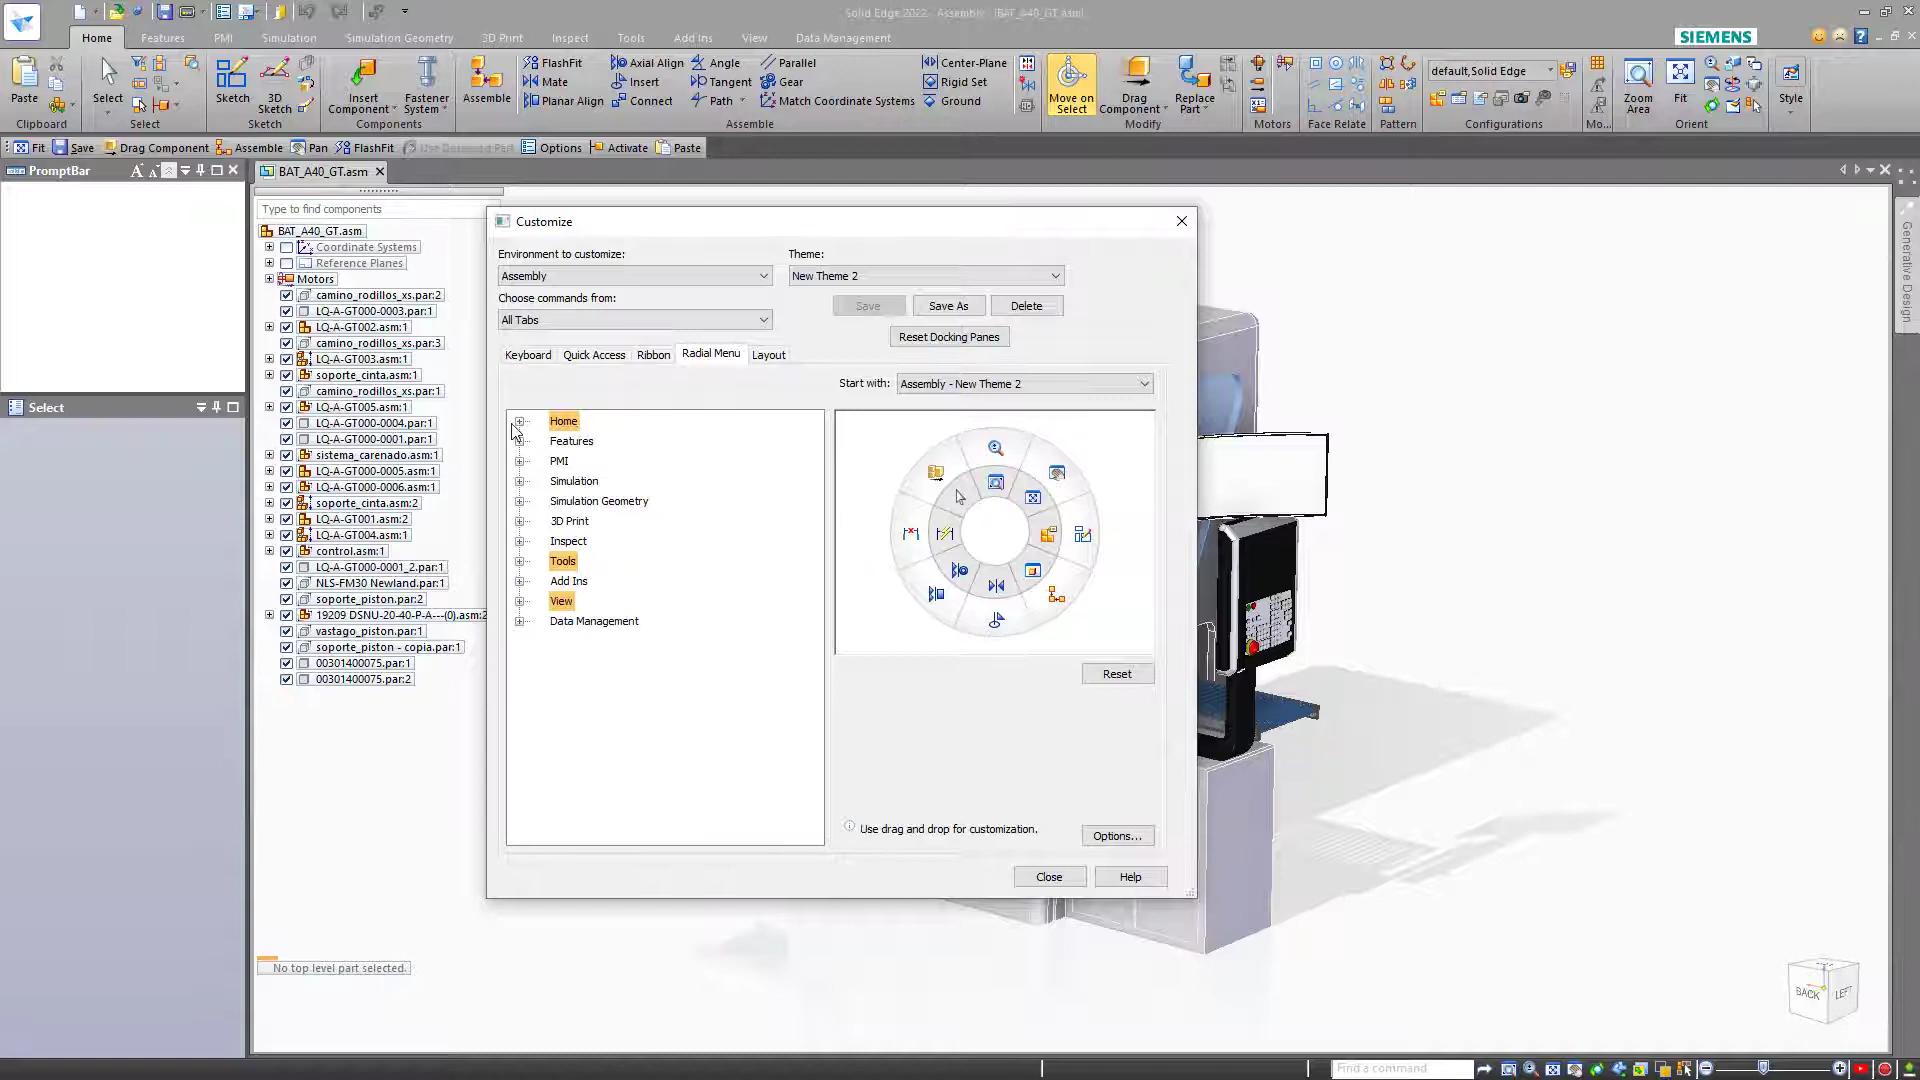 Solid Edge 2022 - Assembly - [BAT_A40_GT.asm]
Home Features PMI Simulation Simulation Geometry 3D Print Inspect Tools Add Ins View Data Management
SIEMENS
Paste
Select
Sketch
3D Sketch
Insert Component
Fastener System
Assemble
FlashFit Axial Align Angle Parallel Center-Plane
Mate Insert Tangent Gear Rigid Set
Planar Align Connect Path Match Coordinate Systems Ground
Move on Select
Drag Component
Replace Part
default,Solid Edge
Zoom Area
Fit
Style
Clipboard Select Sketch Components Assemble Modify Motors Face Relate Pattern Configurations Mo... Orient
Fit Save Drag Component Assemble Pan FlashFit Options Activate Paste
PromptBar
BAT_A40_GT.asm
Select
Type to find components
BAT_A40_GT.asm
Coordinate Systems
Reference Planes
Motors
camino_rodillos_xs.par:2
LQ-A-GT000-0003.par:1
LQ-A-GT002.asm:1
camino_rodillos_xs.par:3
LQ-A-GT003.asm:1
soporte_cinta.asm:1
camino_rodillos_xs.par:1
LQ-A-GT005.asm:1
LQ-A-GT000-0004.par:1
LQ-A-GT000-0001.par:1
sistema_carenado.asm:1
LQ-A-GT000-0005.asm:1
LQ-A-GT000-0006.asm:1
soporte_cinta.asm:2
LQ-A-GT001.asm:2
LQ-A-GT004.asm:1
control.asm:1
LQ-A-GT000-0001_2.par:1
NLS-FM30 Newland.par:1
soporte_piston.par:2
19209 DSNU-20-40-P-A---(0).asm:2
vastago_piston.par:1
soporte_piston - copia.par:1
00301400075.par:1
00301400075.par:2
No top level part selected.
Customize
Environment to customize:
Assembly
Theme:
New Theme 2
Choose commands from:
All Tabs
Save Save As Delete
Reset Docking Panes
Keyboard Quick Access Ribbon Radial Menu Layout
Start with: Assembly - New Theme 2
Home
Features
PMI
Simulation
Simulation Geometry
3D Print
Inspect
Tools
Add Ins
View
Data Management
Reset
Use drag and drop for customization.
Options...
Close Help
Generative Design
BACK LEFT
Find a command